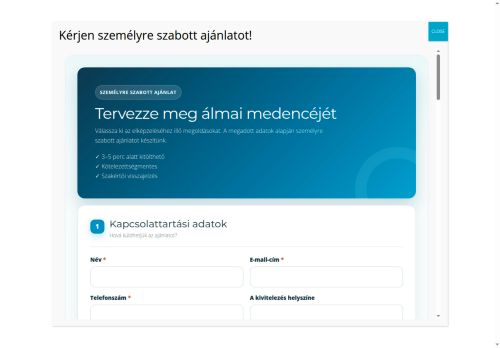 Kérjen személyre szabott ajánlatot!
CLOSE
SZEMÉLYRE SZABOTT AJÁNLAT
Tervezze meg álmai medencéjét
Válassza ki az elképzeléséhez illő megoldásokat. A megadott adatok alapján személyre
szabott ajánlatot készítünk.
✓ 3–5 perc alatt kitölthető
✓ Kötelezettségmentes
✓ Szakértői visszajelzés
1 Kapcsolattartási adatok
Hova küldhetjük az ajánlatot?
Név * E-mail-cím *
Telefonszám * A kivitelezés helyszíne